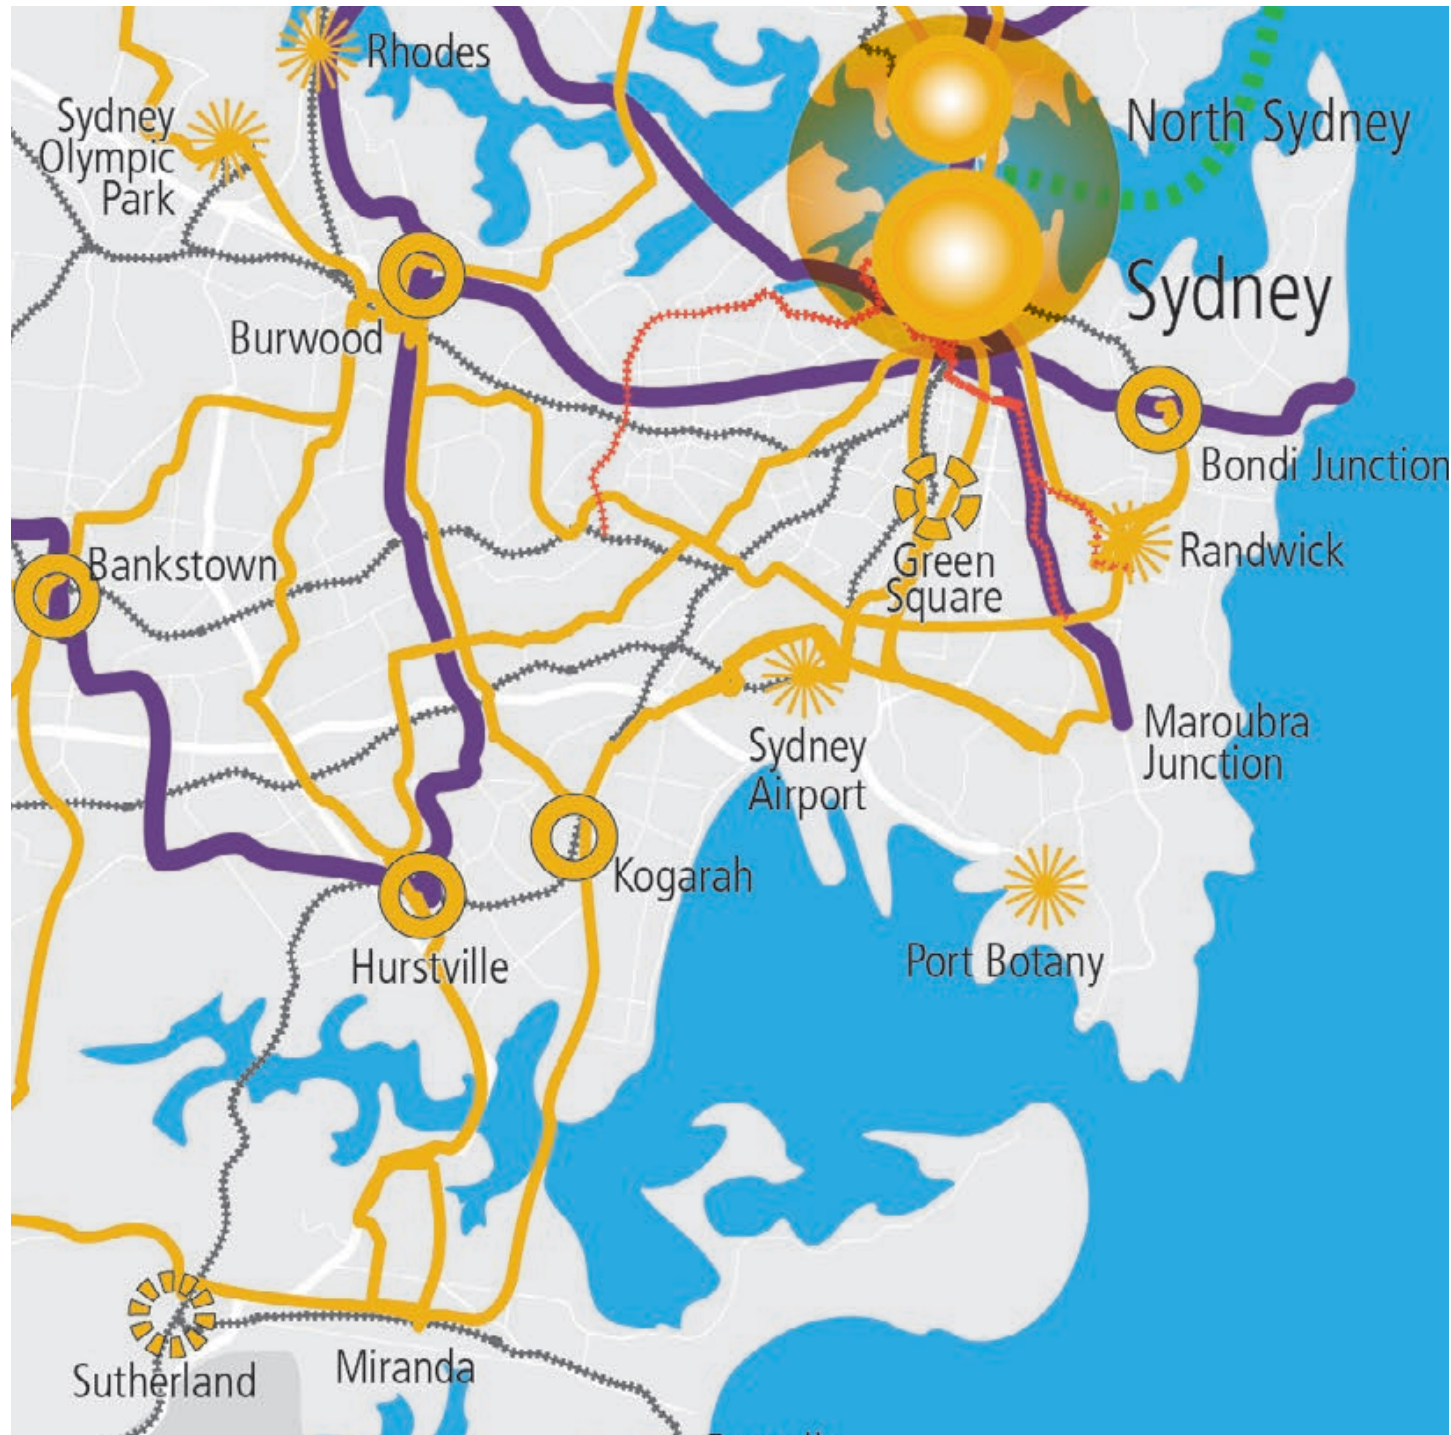 Rhodes
Sydney
Olympic
Park
North Sydney
Sydney
Burwood
Bondi Junction
Bankstown
Green
Square
Randwick
Sydney
Airport
Maroubra
Junction
Kogarah
Hurstville
Port Botany
Miranda
Sutherland